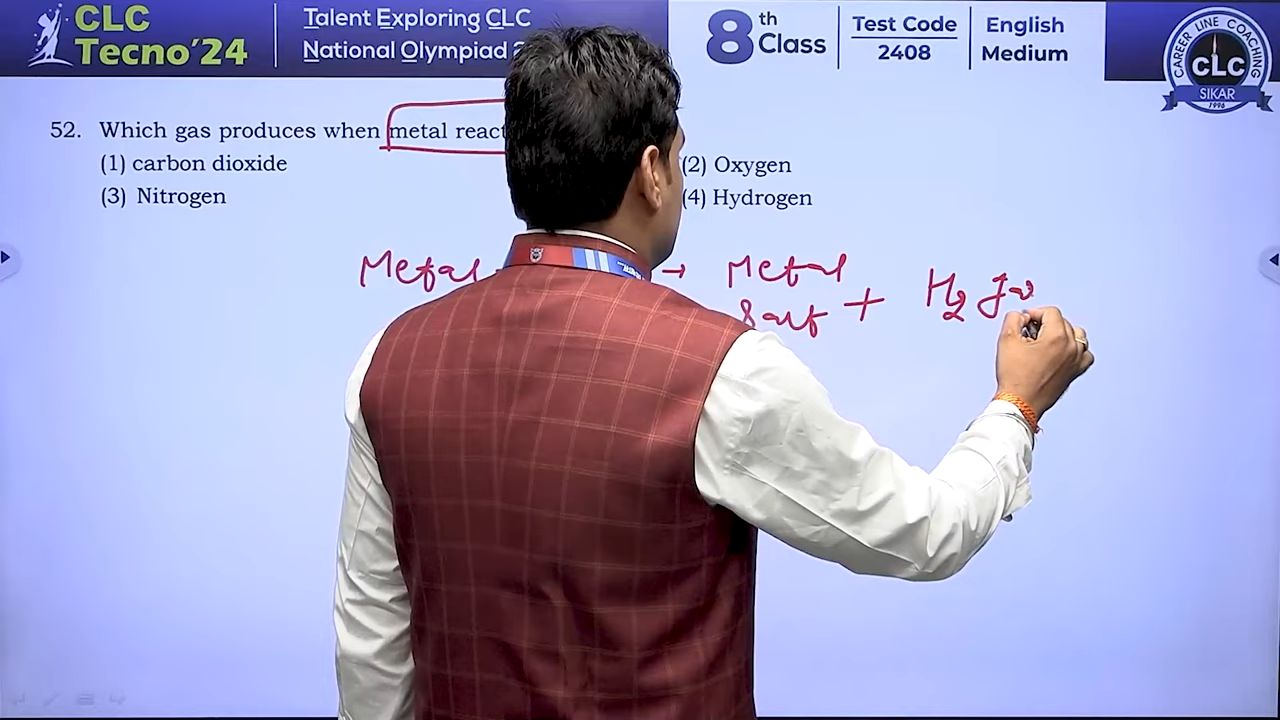 CLC
Tecno'24
Talent Exploring CLC
National Olympiad 2
8th Class
Test Code
2408
English
Medium
CAREER LINE COACHING
CLC
SIKAR
1996
52. Which gas produces when metal react
(1) carbon dioxide
(2) Oxygen
(3) Nitrogen
(4) Hydrogen
Metal → Metal
Salt + H2 Ga